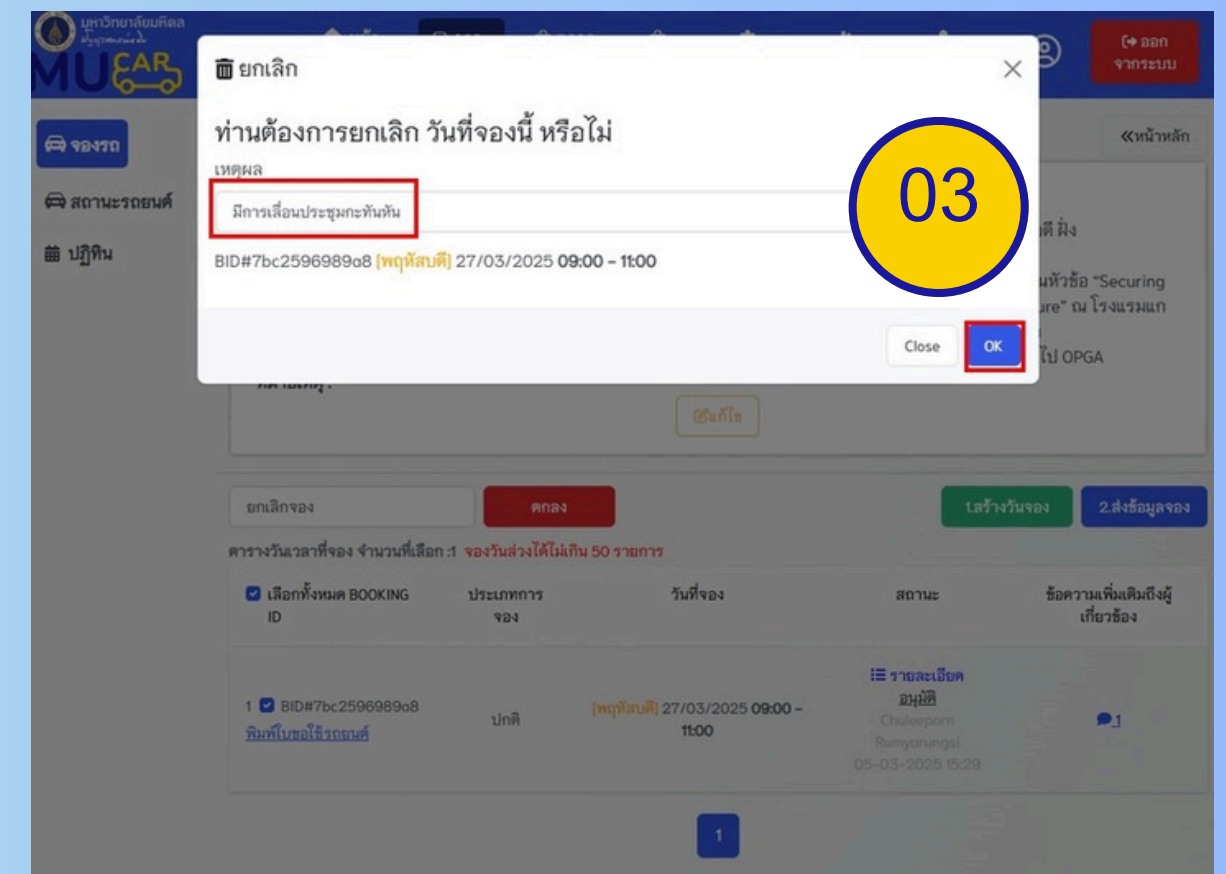 มหาวิทยาลัยมหิดล
MUCAR
ออก
จากระบบ
ยกเลิก
ท่านต้องการยกเลิก วันที่จองนี้ หรือไม่
เหตุผล
มีการเลื่อนประชุมกะทันหัน
03
BID#7bc2596989a8 [พฤหัสบดี] 27/03/2025 09:00 - 11:00
Close OK
จองรถ
สถานะรถยนต์
ปฏิทิน
«หน้าหลัก
ดี ฝั่ง
นหัวข้อ "Securing
ure" ณ โรงแรมแก
ไป OPGA
แก้ไข
ยกเลิกจอง ตกลง 1.สร้างวันจอง 2.ส่งข้อมูลจอง
ตารางวันเวลาที่จอง จำนวนที่เลือก :1 จองวันล่วงได้ไม่เกิน 50 รายการ
เลือกทั้งหมด BOOKING ID ประเภทการจอง วันที่จอง สถานะ ข้อความเพิ่มเติมถึงผู้เกี่ยวข้อง
1 BID#7bc2596989a8
พิมพ์ใบขอใช้รถยนต์
ปกติ
[พฤหัสบดี] 27/03/2025 09:00 -
11:00
รายละเอียด
อนุมัติ
Chuleeporn
Rumyarungsi
05-03-2025 15:29
1
1